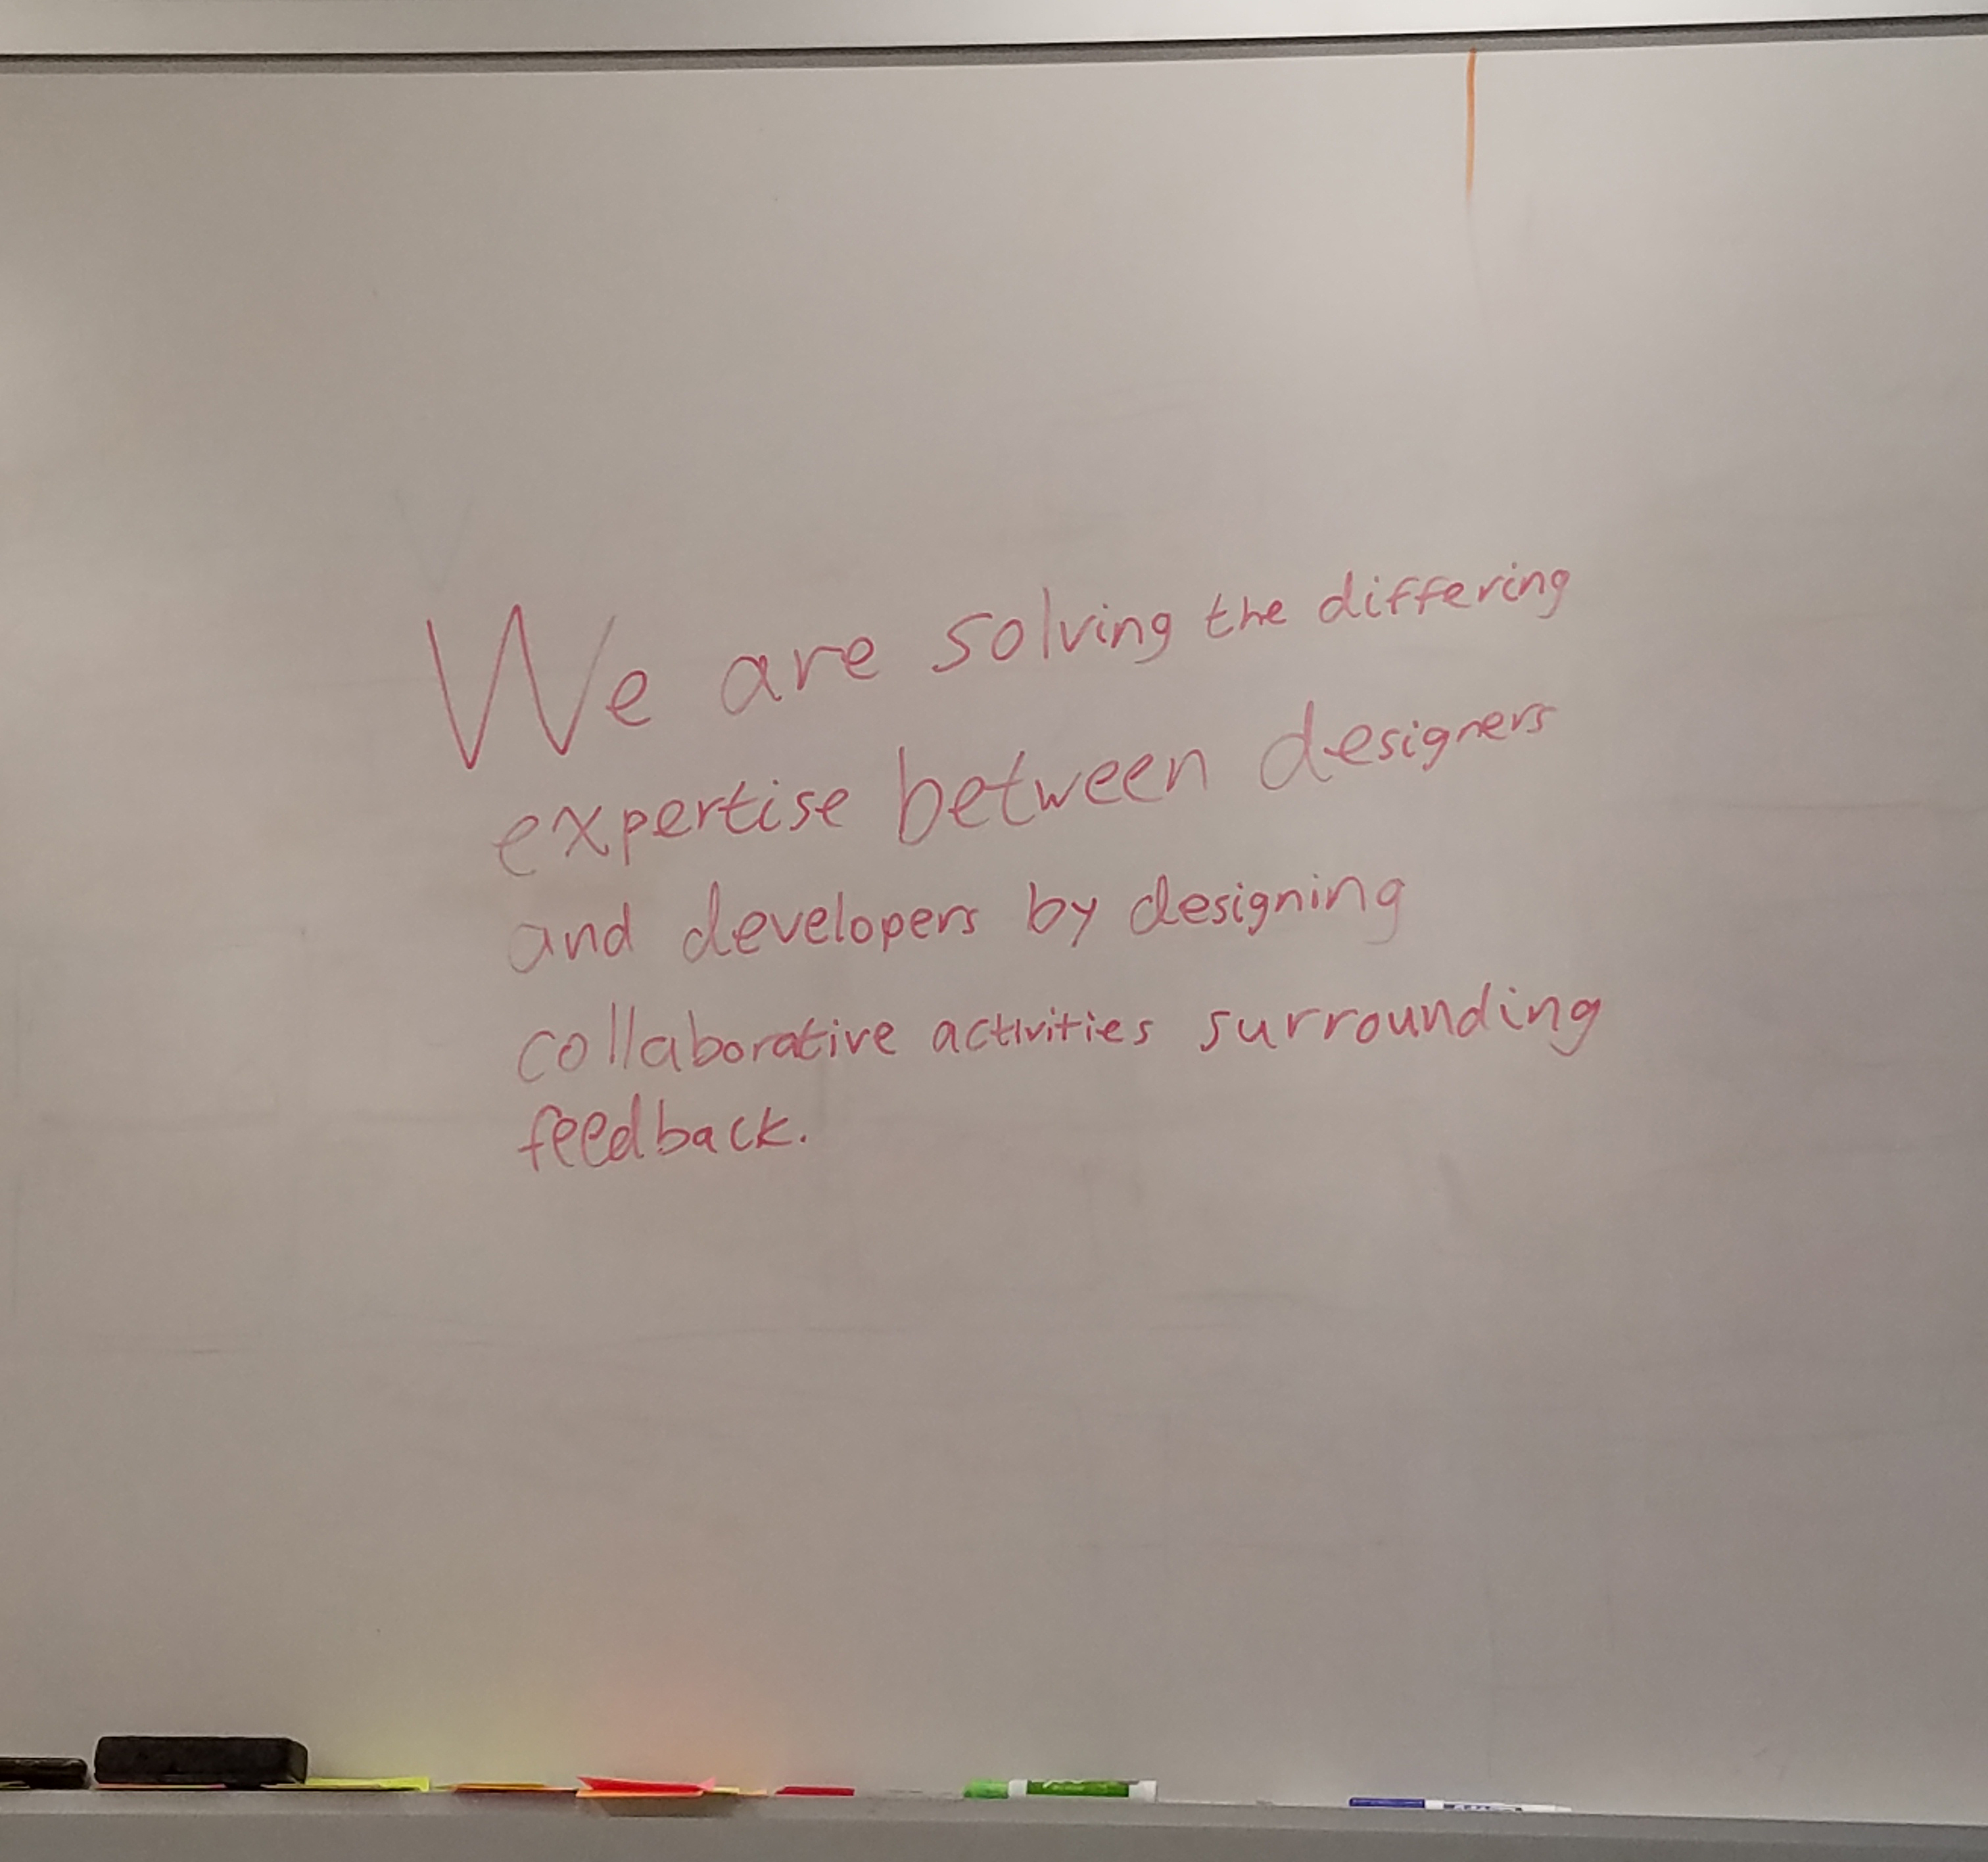 We are solving the differing
expertise between designers
and developers by designing
collaborative activities surrounding
feedback.